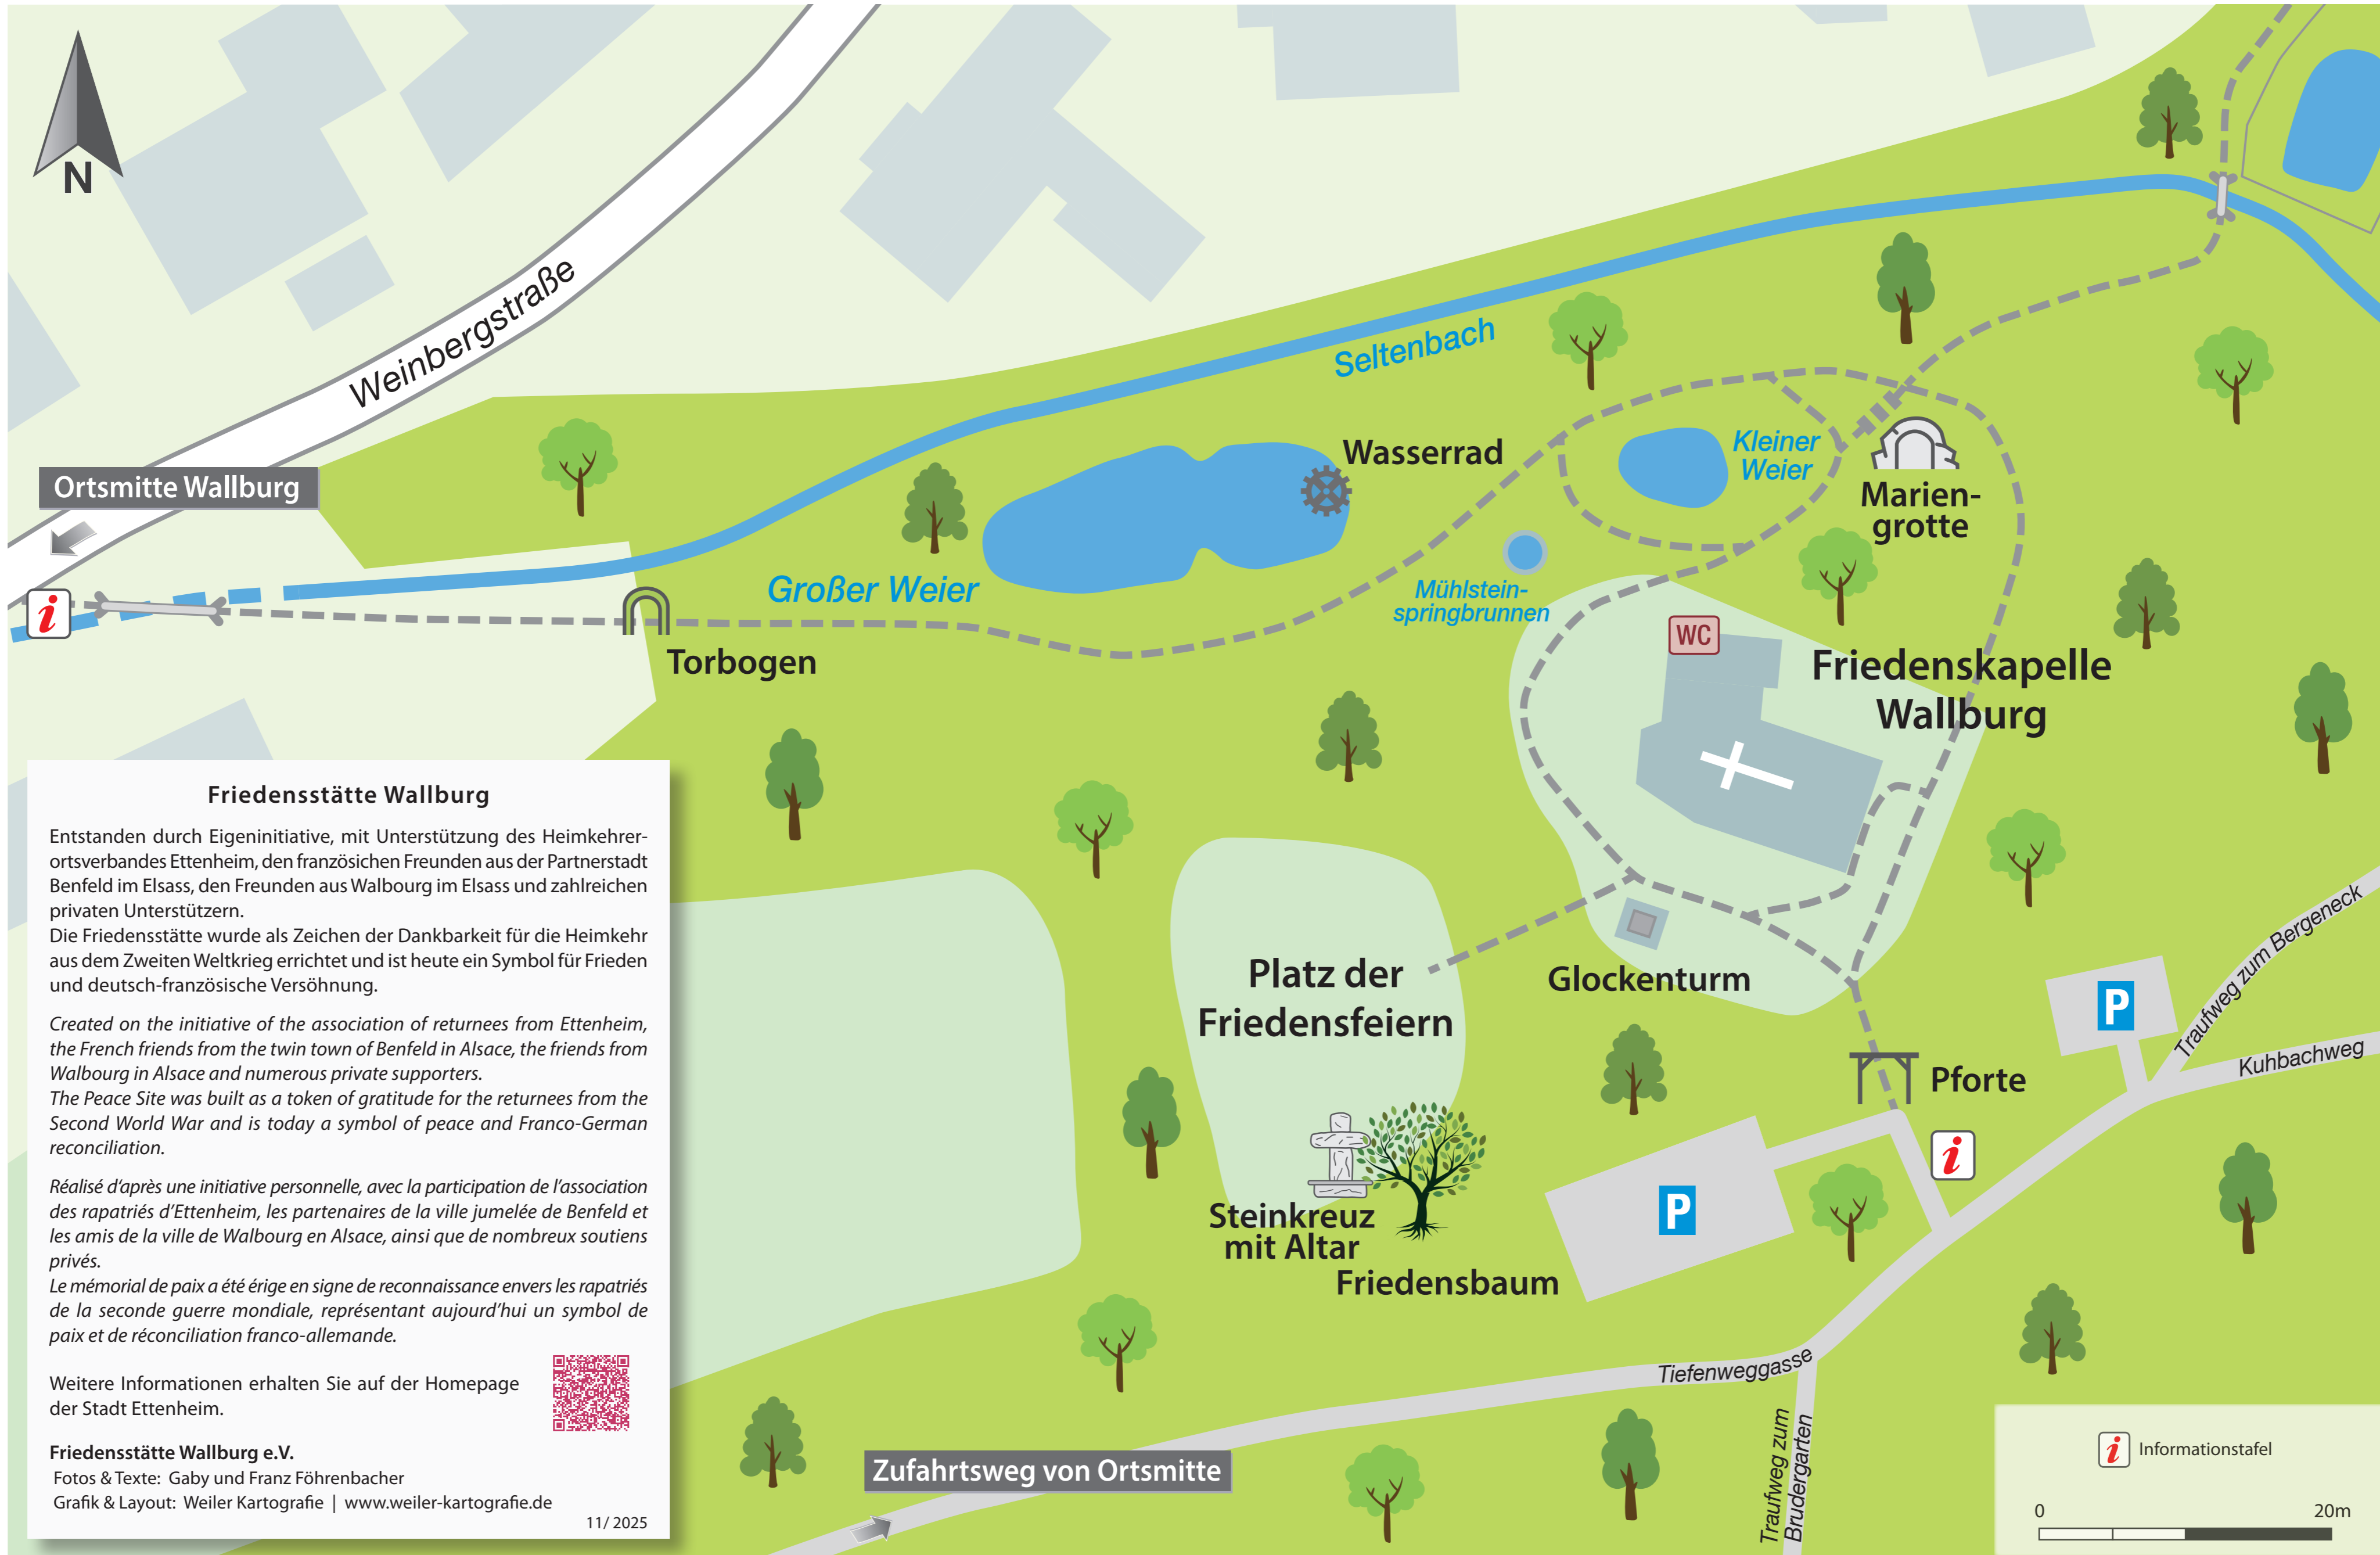 N
Weinbergstraße
Ortsmitte Wallburg
i
Seltenbach
Wasserrad
Kleiner
Weier
Marien-
grotte
Großer Weier
Mühlstein-
springbrunnen
Torbogen
WC
Friedenskapelle
Wallburg
Platz der
Friedensfeiern
Glockenturm
Pforte
i
P
P
Traufweg zum Bergeneck
Kuhbachweg
Steinkreuz
mit Altar
Friedensbaum
Tiefenweggasse
Traufweg zum
Brudergarten
Zufahrtsweg von Ortsmitte
Friedensstätte Wallburg
Entstanden durch Eigeninitiative, mit Unterstützung des Heimkehrer-
ortsverbandes Ettenheim, den französichen Freunden aus der Partnerstadt
Benfeld im Elsass, den Freunden aus Walbourg im Elsass und zahlreichen
privaten Unterstützern.
Die Friedensstätte wurde als Zeichen der Dankbarkeit für die Heimkehr
aus dem Zweiten Weltkrieg errichtet und ist heute ein Symbol für Frieden
und deutsch-französische Versöhnung.
Created on the initiative of the association of returnees from Ettenheim,
the French friends from the twin town of Benfeld in Alsace, the friends from
Walbourg in Alsace and numerous private supporters.
The Peace Site was built as a token of gratitude for the returnees from the
Second World War and is today a symbol of peace and Franco-German
reconciliation.
Réalisé d'après une initiative personnelle, avec la participation de l'association
des rapatriés d'Ettenheim, les partenaires de la ville jumelée de Benfeld et
les amis de la ville de Walbourg en Alsace, ainsi que de nombreux soutiens
privés.
Le mémorial de paix a été érige en signe de reconnaissance envers les rapatriés
de la seconde guerre mondiale, représentant aujourd'hui un symbol de
paix et de réconciliation franco-allemande.
Weitere Informationen erhalten Sie auf der Homepage
der Stadt Ettenheim.
Friedensstätte Wallburg e.V.
Fotos & Texte: Gaby und Franz Föhrenbacher
Grafik & Layout: Weiler Kartografie | www.weiler-kartografie.de
11/ 2025
i Informationstafel
0 20m